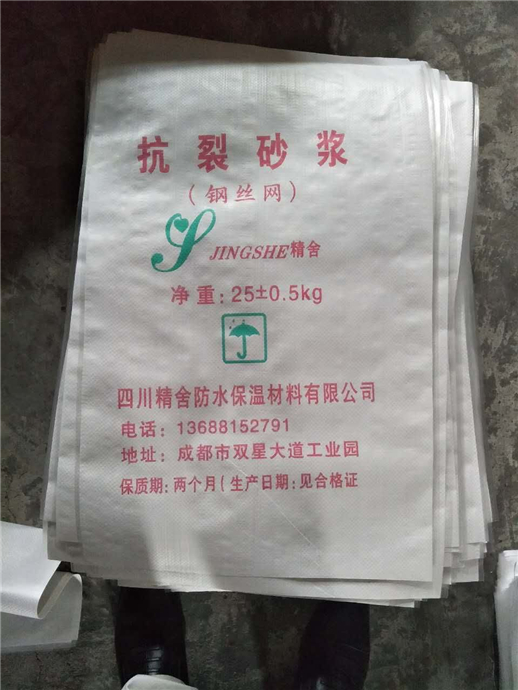 抗裂砂浆
（钢丝网）
JINGSHE精舍
净重：25±0.5kg
四川精舍防水保温材料有限公司
电话：13688152791
地址：成都市双星大道工业园
保质期：两个月（生产日期：见合格证